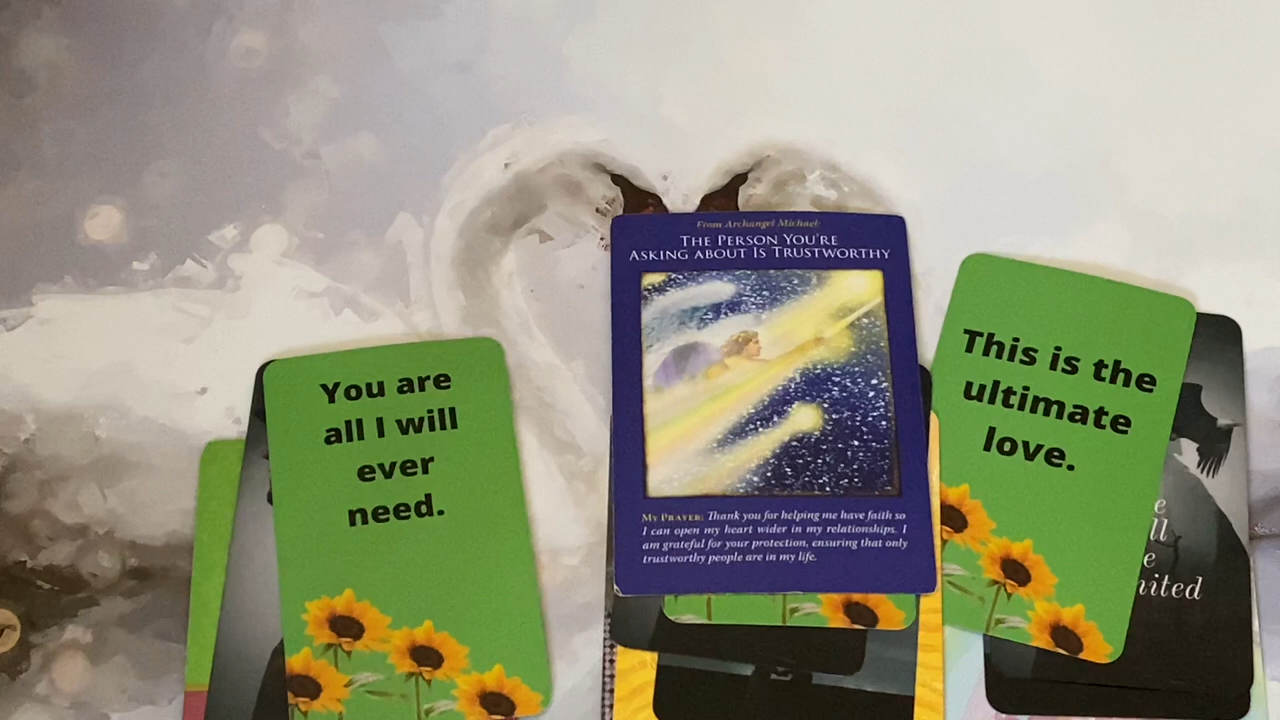 You are
all I will
ever
need.
From Archangel Michael:
THE PERSON YOU'RE
ASKING ABOUT IS TRUSTWORTHY
MY PRAYER: Thank you for helping me have faith so
I can open my heart wider in my relationships. I
am grateful for your protection, ensuring that only
trustworthy people are in my life.
This is the
ultimate
love.